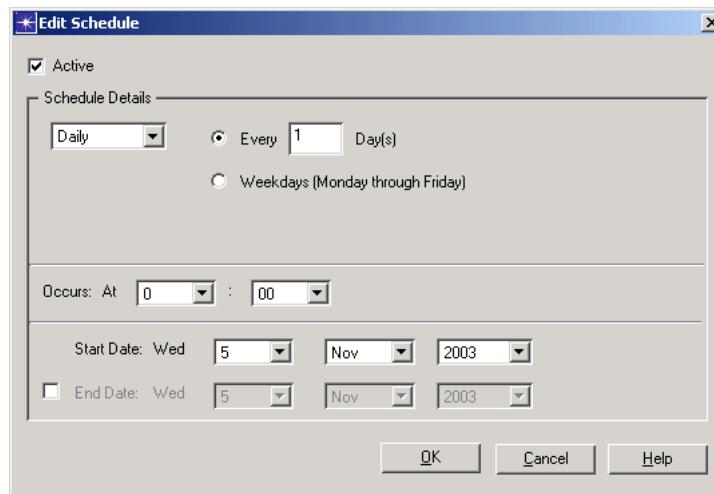 Edit Schedule
Active
Schedule Details
Daily Every 1 Day(s)
Weekdays (Monday through Friday)
Occurs: At 0 : 00
Start Date: Wed 5 Nov 2003
End Date: Wed 5 Nov 2003
OK Cancel Help